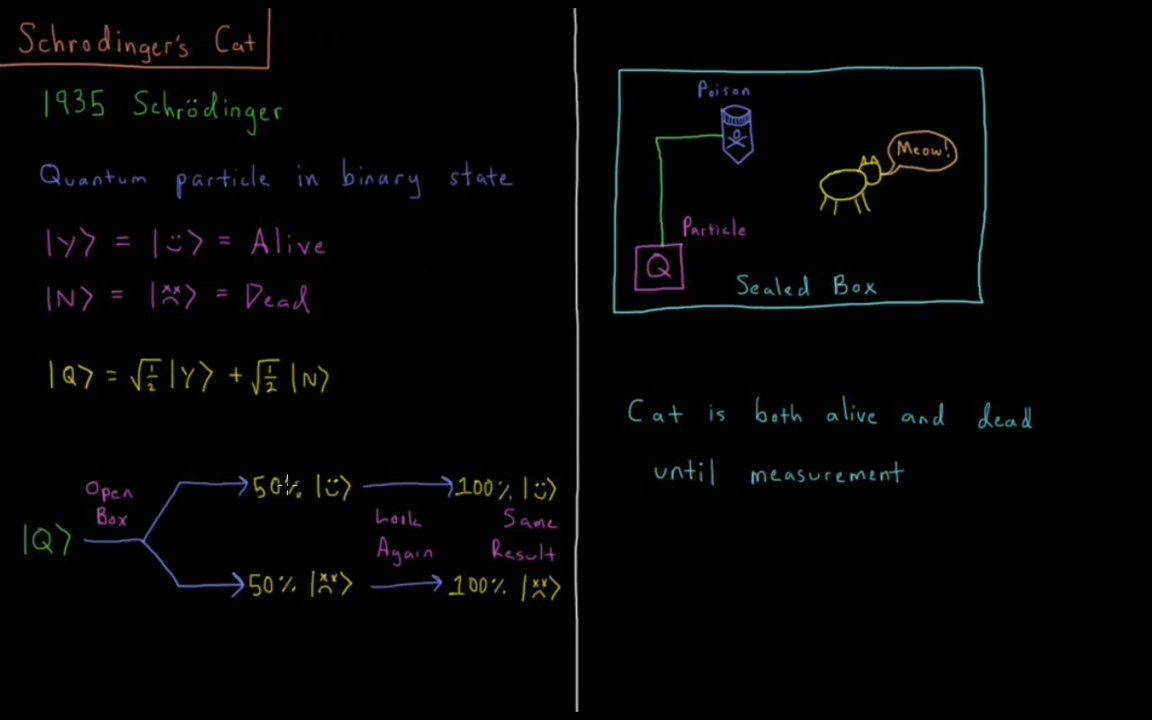 Schrodinger's Cat
1935 Schrödinger
Quantum particle in binary state
|Y> = |:)> = Alive
|N> = |xx> = Dead
|Q> = √1/2 |Y> + √1/2 |N>
|Q>
Open
Box
50% |:)>
100% |:)>
Look
Again
Same
Result
50% |xx>
100% |xx>
Poison
Meow!
Particle
Q
Sealed Box
Cat is both alive and dead
until measurement